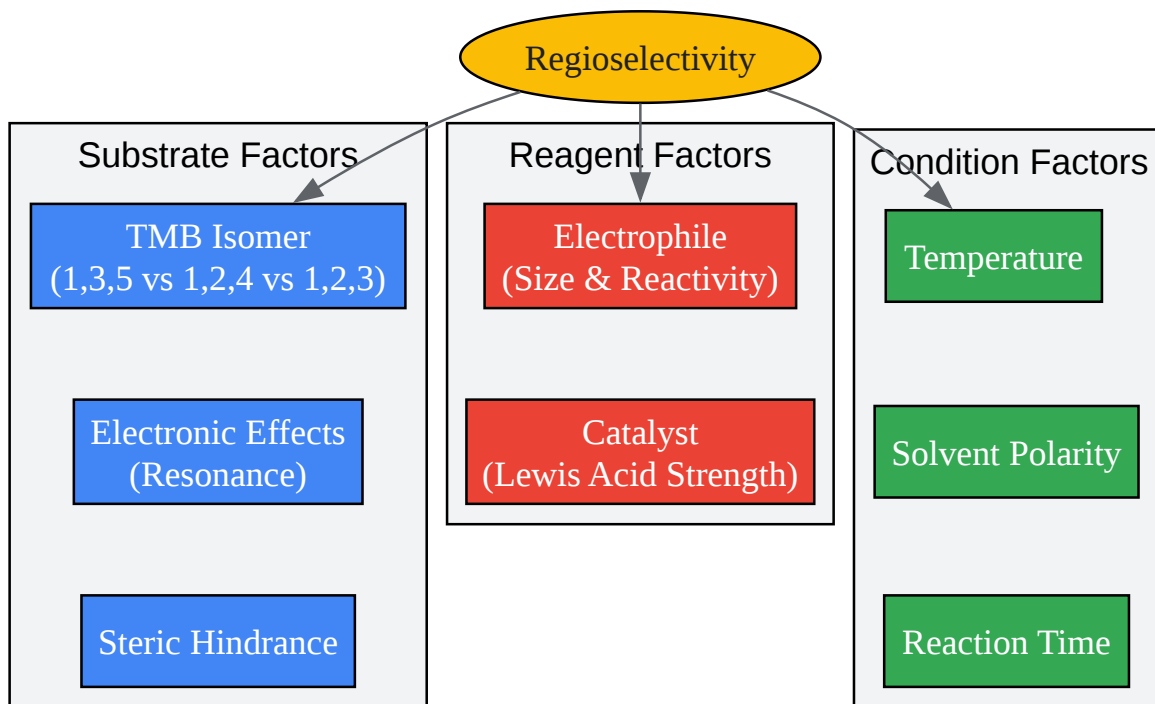 Regioselectivity
Substrate Factors
TMB Isomer
(1,3,5 vs 1,2,4 vs 1,2,3)
Electronic Effects
(Resonance)
Steric Hindrance
Reagent Factors
Electrophile
(Size & Reactivity)
Catalyst
(Lewis Acid Strength)
Condition Factors
Temperature
Solvent Polarity
Reaction Time